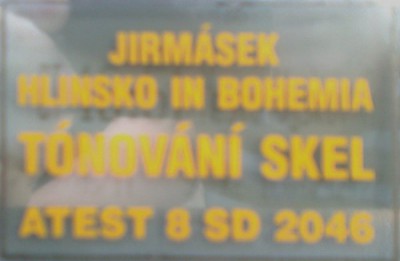 JIRMÁSEK
HLINSKO IN BOHEMIA
TÓNOVÁNÍ SKEL
ATEST 8 SD 2046